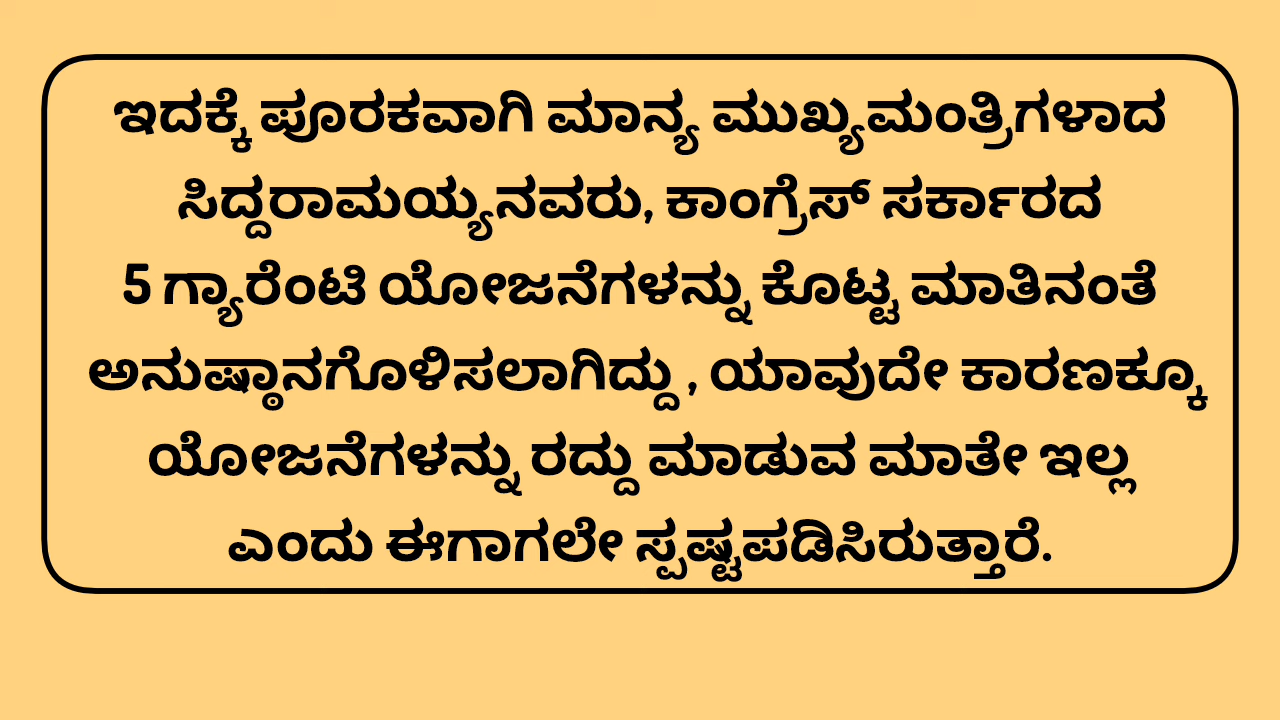 ಇದಕ್ಕೆ ಪೂರಕವಾಗಿ ಮಾನ್ಯ ಮುಖ್ಯಮಂತ್ರಿಗಳಾದ
ಸಿದ್ದರಾಮಯ್ಯನವರು, ಕಾಂಗ್ರೆಸ್ ಸರ್ಕಾರದ
5 ಗ್ಯಾರೆಂಟಿ ಯೋಜನೆಗಳನ್ನು ಕೊಟ್ಟ ಮಾತಿನಂತೆ
ಅನುಷ್ಠಾನಗೊಳಿಸಲಾಗಿದ್ದು , ಯಾವುದೇ ಕಾರಣಕ್ಕೂ
ಯೋಜನೆಗಳನ್ನು ರದ್ದು ಮಾಡುವ ಮಾತೇ ಇಲ್ಲ
ಎಂದು ಈಗಾಗಲೇ ಸ್ಪಷ್ಟಪಡಿಸಿರುತ್ತಾರೆ.